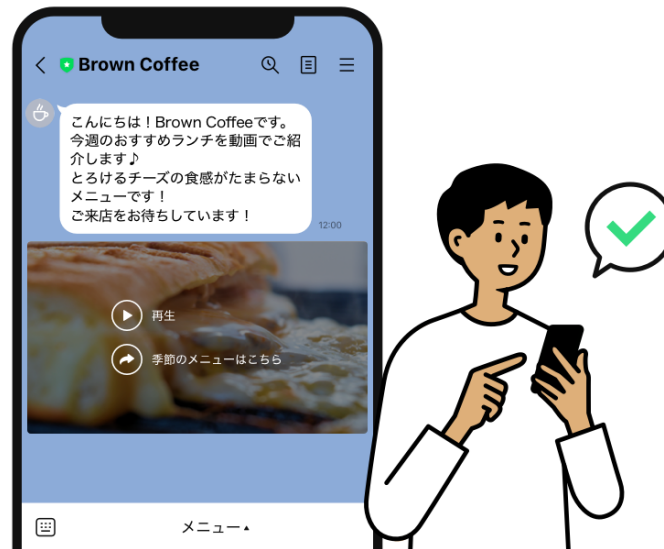 Brown Coffee
こんにちは！Brown Coffeeです。
今週のおすすめランチを動画でご紹
介します♪
とろけるチーズの食感がたまらない
メニューです！
ご来店をお待ちしています！
12:00
再生
季節のメニューはこちら
メニュー▴